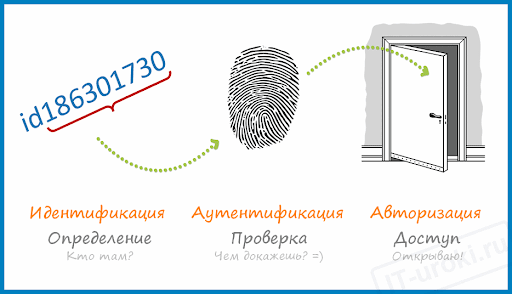 id186301730
Идентификация Аутентификация Авторизация
Определение Проверка Доступ
Кто там? Чем докажешь? =) Открываю!
IT-uroki.ru